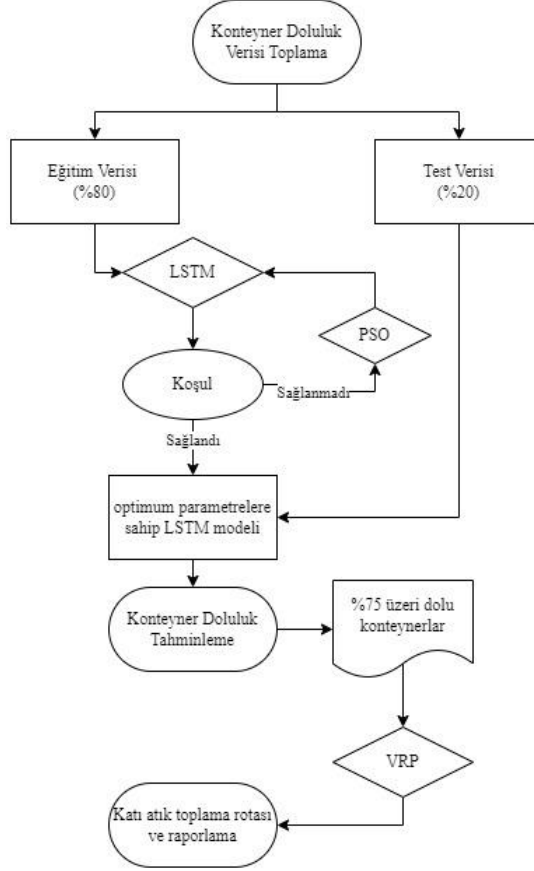 Konteyner Doluluk
Verisi Toplama
Eğitim Verisi
(%80)
Test Verisi
(%20)
LSTM
PSO
Koşul
Sağlanmadı
Sağlandı
optimum parametrelere
sahip LSTM modeli
Konteyner Doluluk
Tahminleme
%75 üzeri dolu
konteynerlar
VRP
Katı atık toplama rotası
ve raporlama